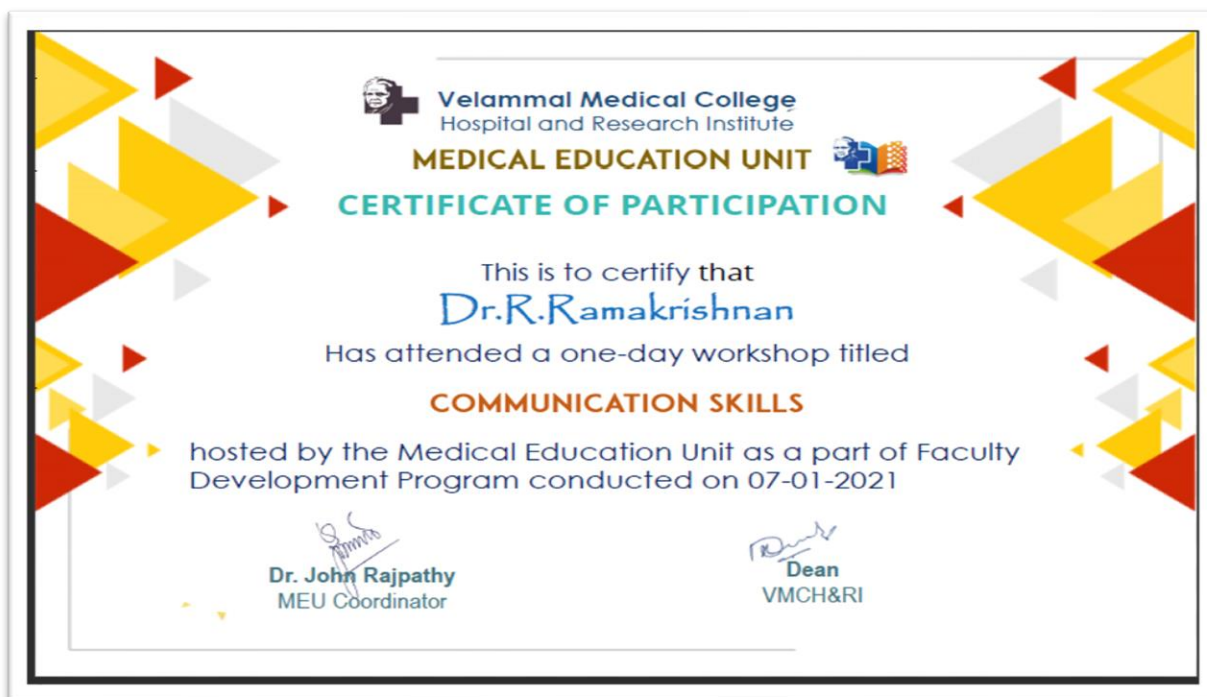 Velammal Medical College
Hospital and Research Institute
MEDICAL EDUCATION UNIT
CERTIFICATE OF PARTICIPATION
This is to certify that
Dr.R.Ramakrishnan
Has attended a one-day workshop titled
COMMUNICATION SKILLS
hosted by the Medical Education Unit as a part of Faculty
Development Program conducted on 07-01-2021
Dr. John Rajpathy
MEU Coordinator
Dean
VMCH&RI